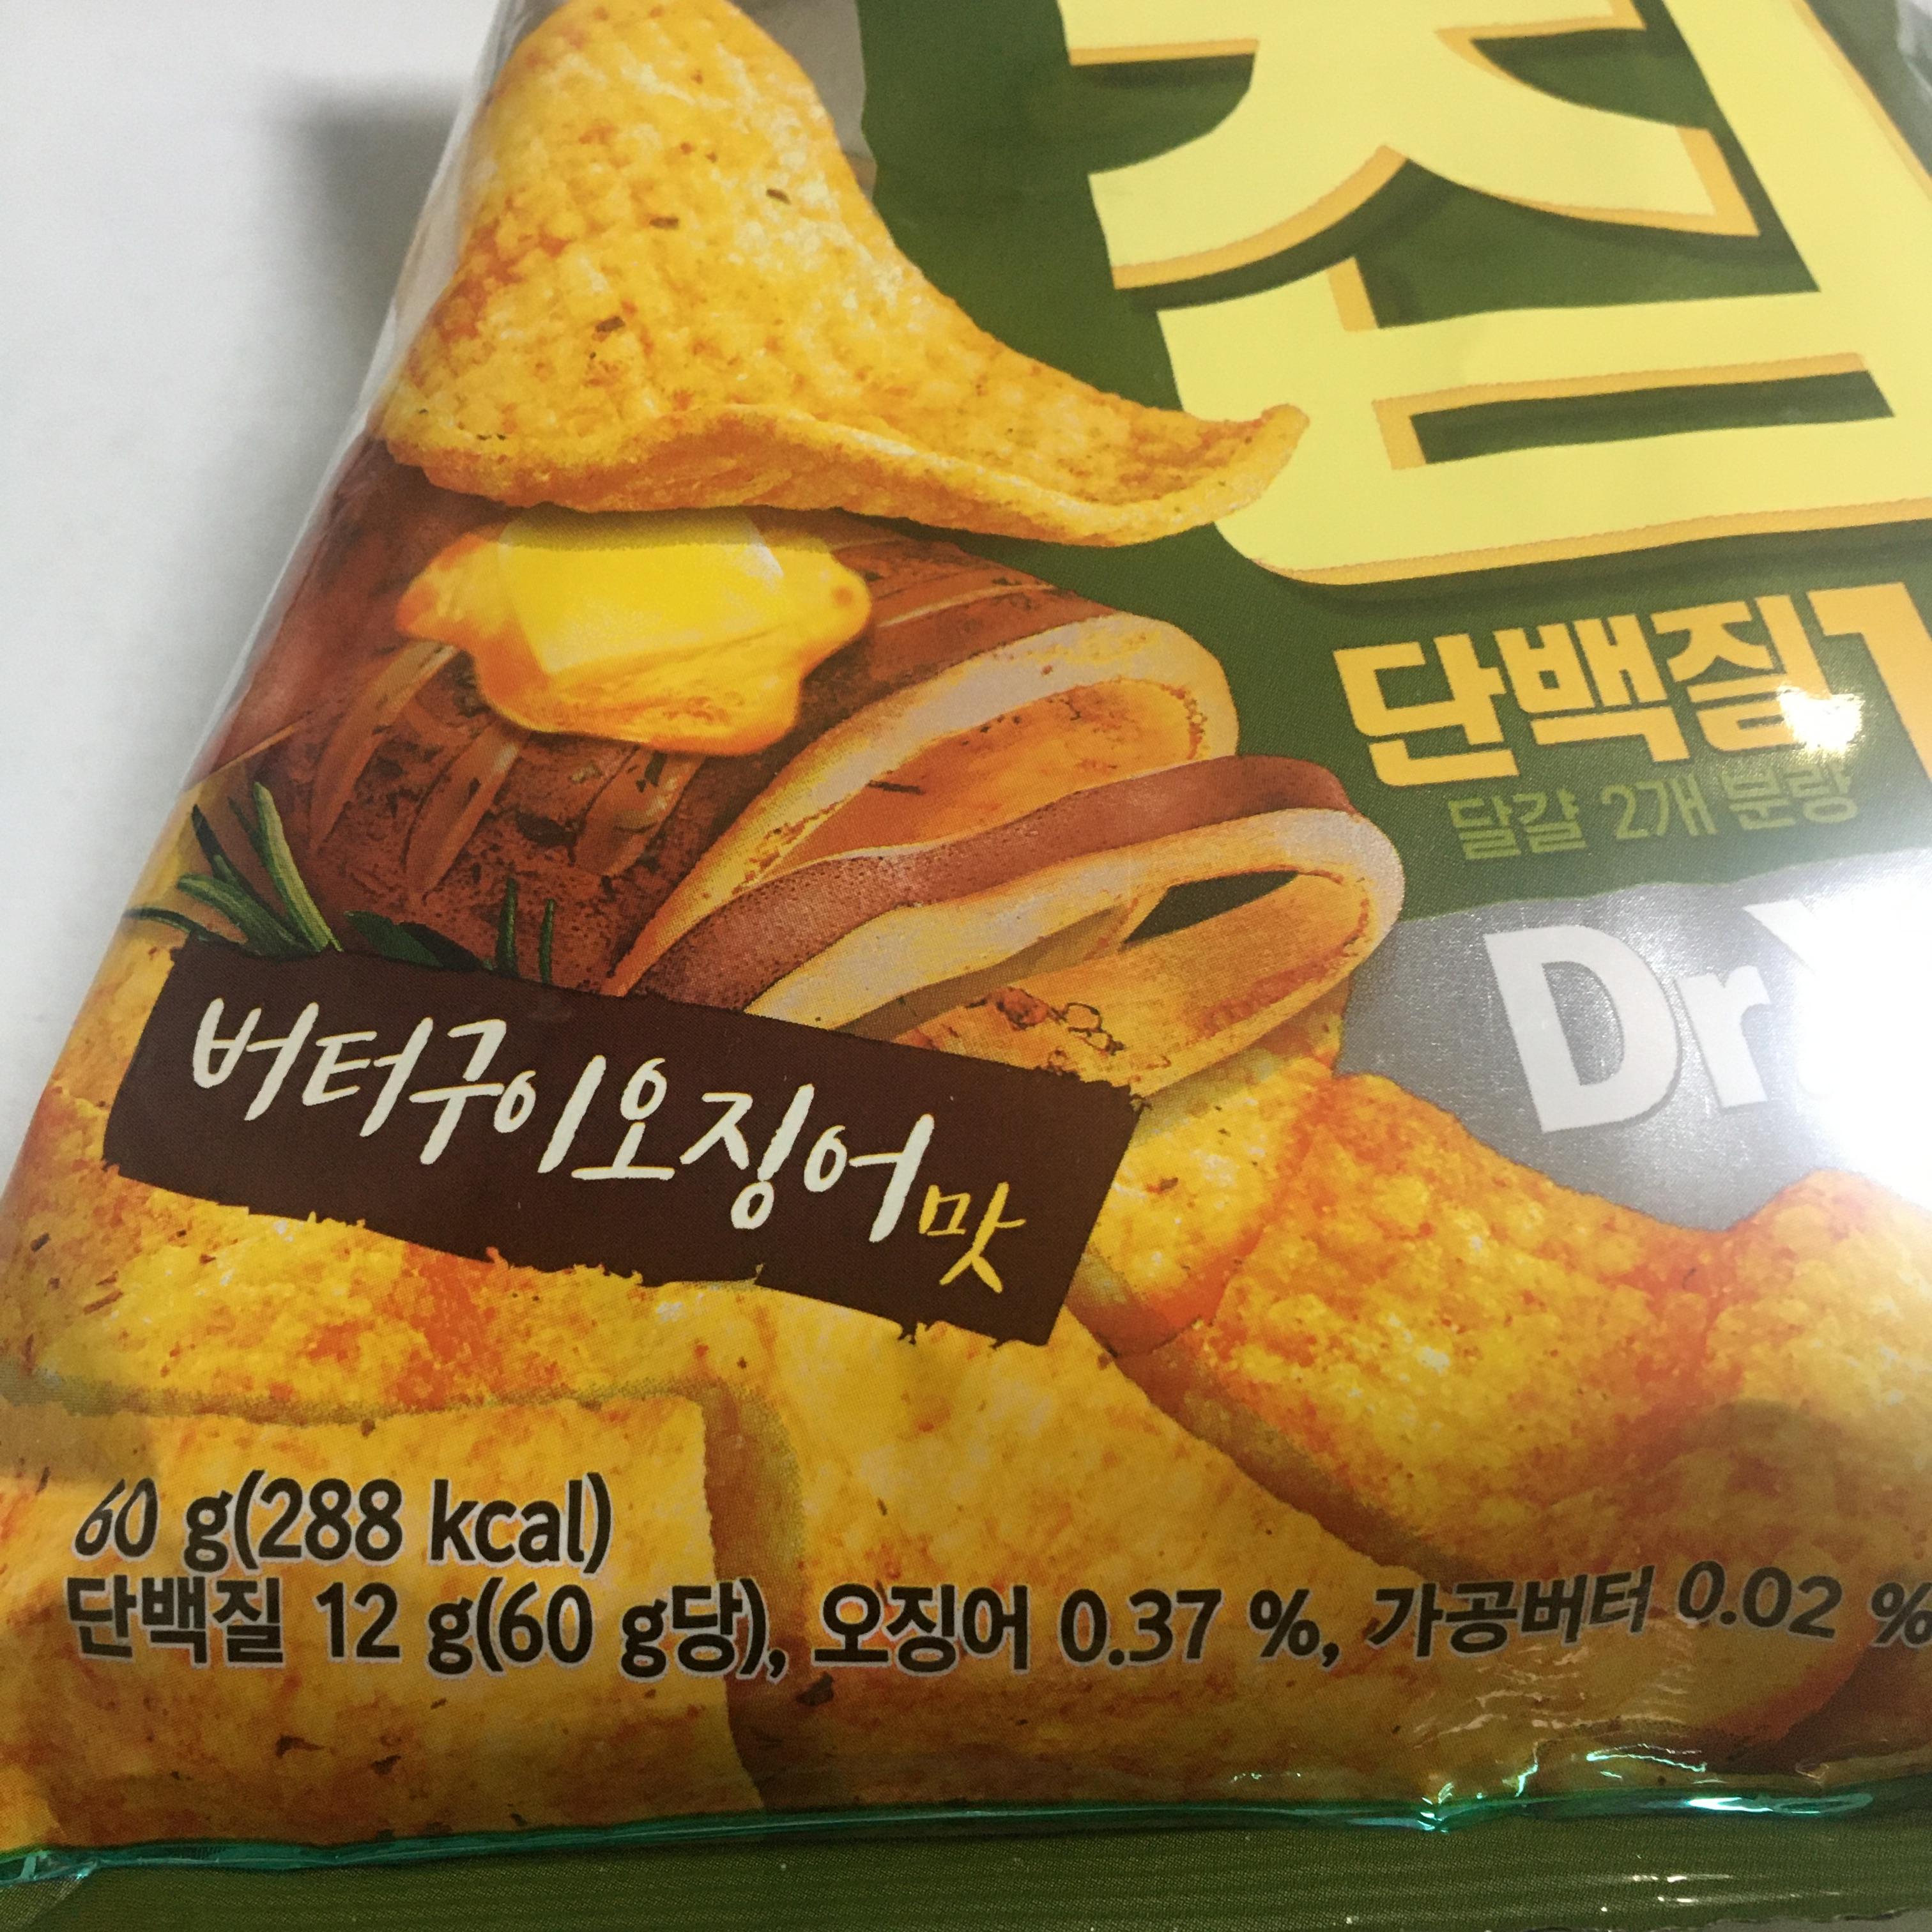 단백질 1
달걀 2개 분량
Dr
버터구이오징어맛
60 g(288 kcal)
단백질 12 g(60 g당), 오징어 0.37 %, 가공버터 0.02 %